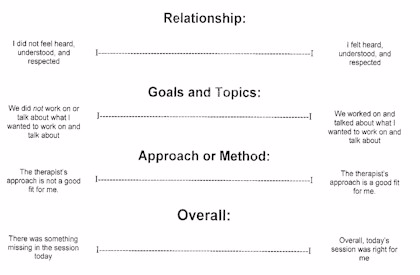 Relationship:
I did not feel heard,
understood, and
respected
I------------------------------------------------------------------------I
I felt heard,
understood, and
respected
Goals and Topics:
We did not work on or
talk about what I
wanted to work on and
talk about
I------------------------------------------------------------------------I
We worked on and
talked about what I
wanted to work on and
talk about
Approach or Method:
The therapist's
approach is not a good
fit for me.
I------------------------------------------------------------------------I
The therapist's
approach is a good fit
for me.
Overall:
There was something
missing in the session
today
I------------------------------------------------------------------------I
Overall, today's
session was right for
me